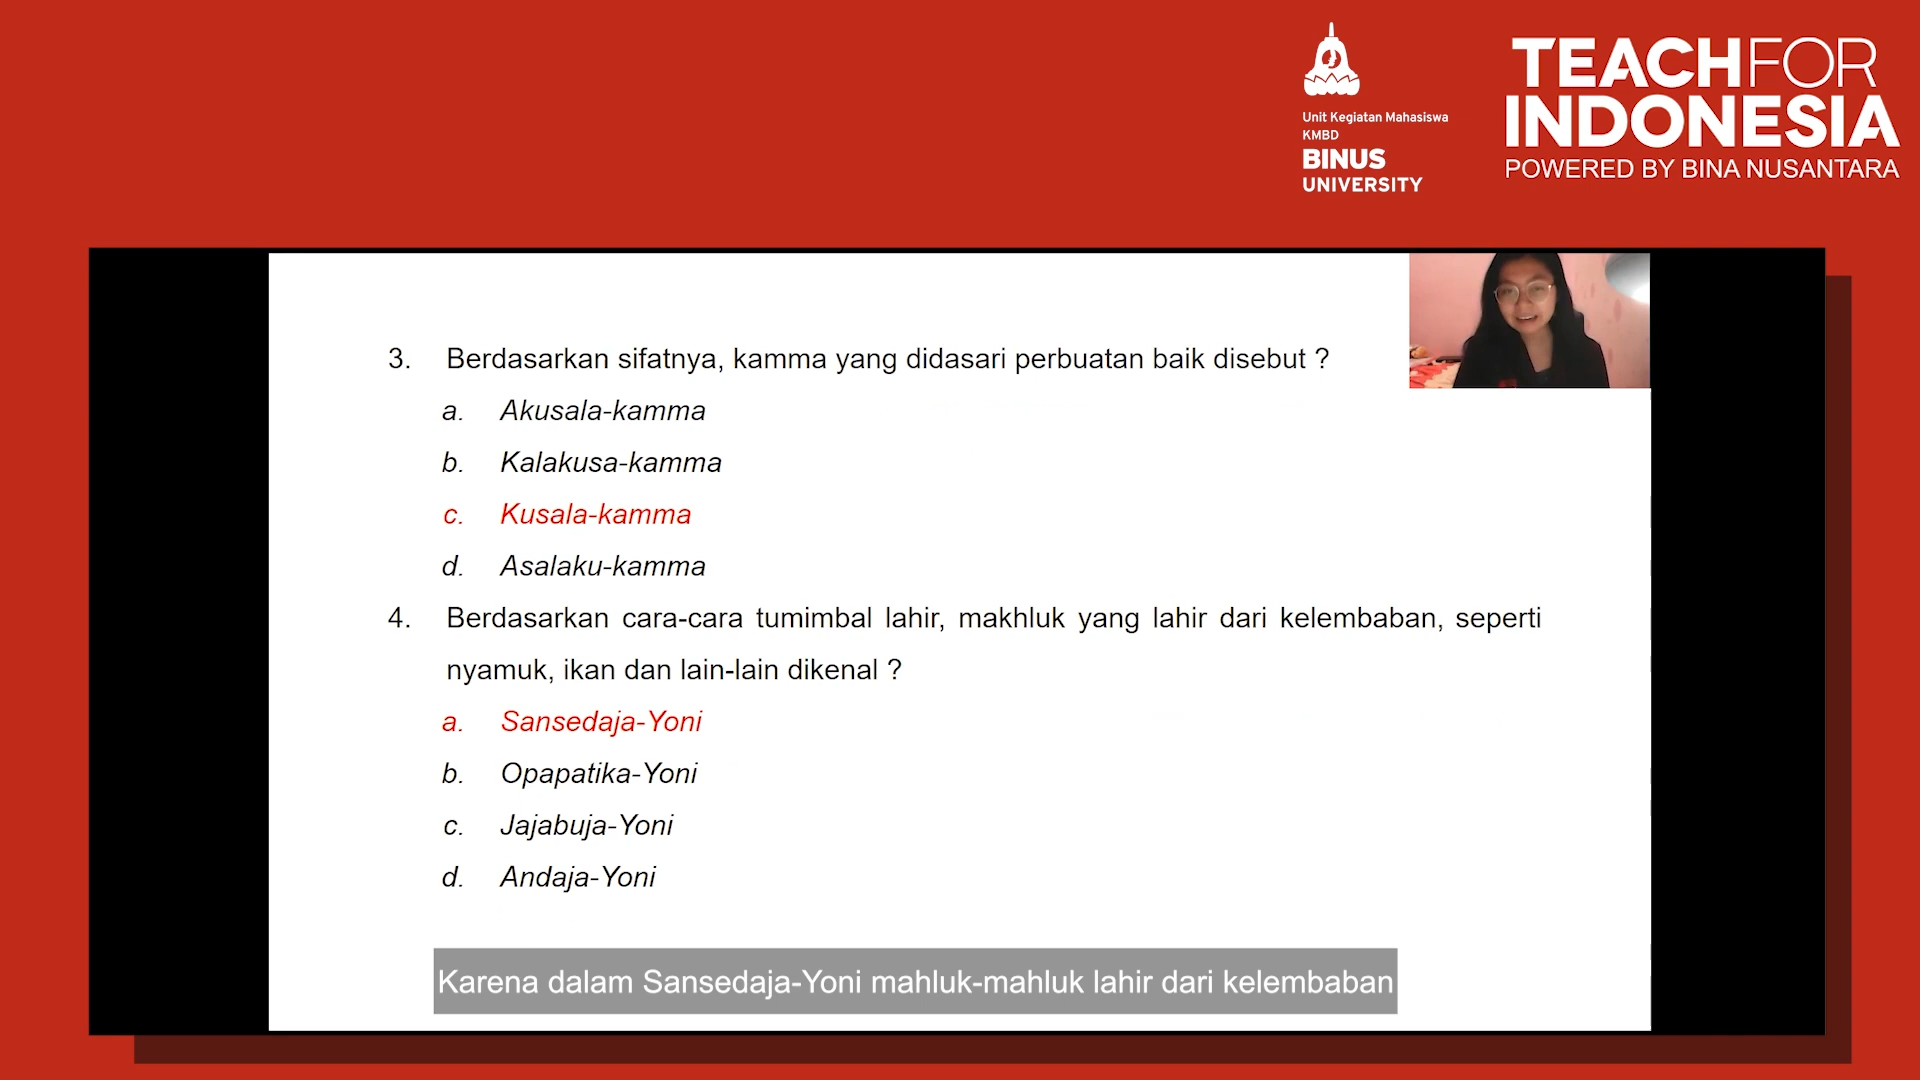 Unit Kegiatan Mahasiswa
KMBD
BINUS
UNIVERSITY
TEACHFOR
INDONESIA
POWERED BY BINA NUSANTARA
3. Berdasarkan sifatnya, kamma yang didasari perbuatan baik disebut ?
a. Akusala-kamma
b. Kalakusa-kamma
c. Kusala-kamma
d. Asalaku-kamma
4. Berdasarkan cara-cara tumimbal lahir, makhluk yang lahir dari kelembaban, seperti
nyamuk, ikan dan lain-lain dikenal ?
a. Sansedaja-Yoni
b. Opapatika-Yoni
c. Jajabuja-Yoni
d. Andaja-Yoni
Karena dalam Sansedaja-Yoni mahluk-mahluk lahir dari kelembaban